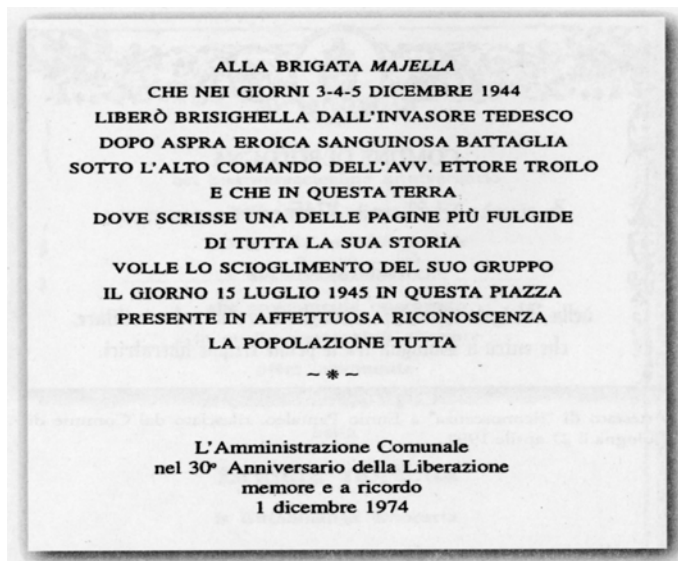 ALLA BRIGATA MAJELLA
CHE NEI GIORNI 3-4-5 DICEMBRE 1944
LIBERÒ BRISIGHELLA DALL'INVASORE TEDESCO
DOPO ASPRA EROICA SANGUINOSA BATTAGLIA
SOTTO L'ALTO COMANDO DELL'AVV. ETTORE TROILO
E CHE IN QUESTA TERRA
DOVE SCRISSE UNA DELLE PAGINE PIÙ FULGIDE
DI TUTTA LA SUA STORIA
VOLLE LO SCIOGLIMENTO DEL SUO GRUPPO
IL GIORNO 15 LUGLIO 1945 IN QUESTA PIAZZA
PRESENTE IN AFFETTUOSA RICONOSCENZA
LA POPOLAZIONE TUTTA
~ * ~
L'Amministrazione Comunale
nel 30º Anniversario della Liberazione
memore e a ricordo
1 dicembre 1974